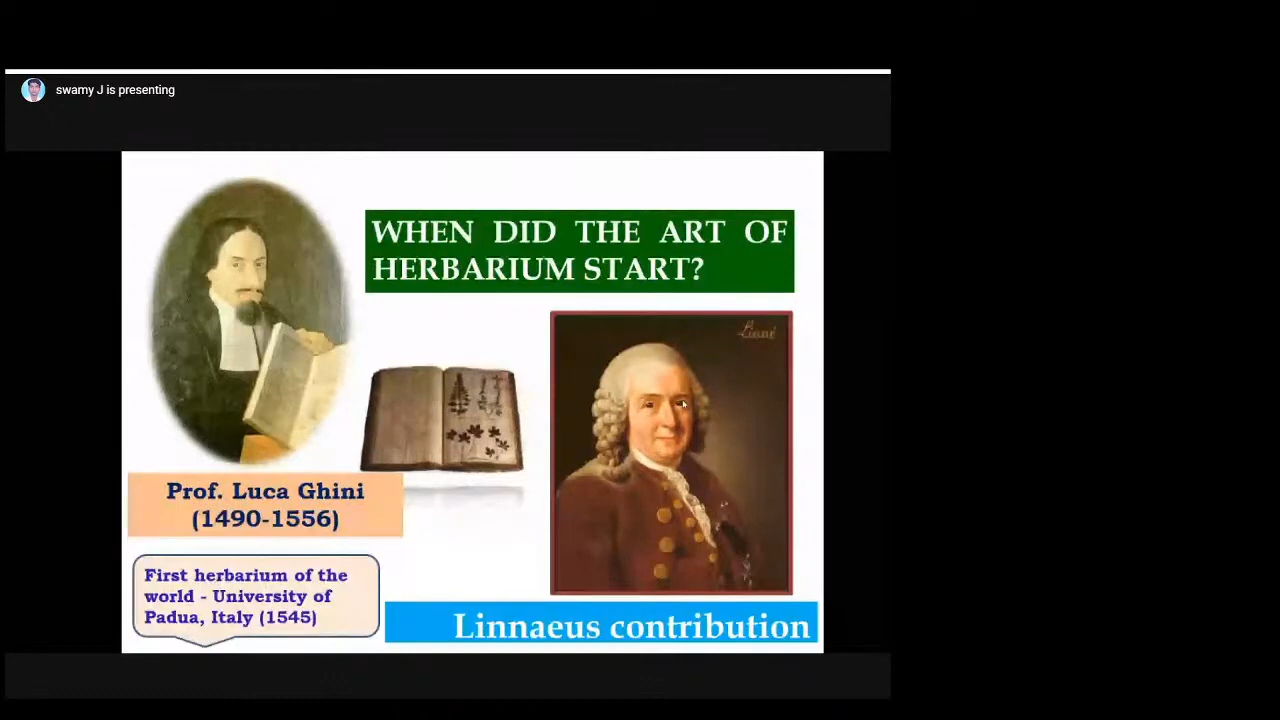 swamy J is presenting
WHEN DID THE ART OF
HERBARIUM START?
Linné
Prof. Luca Ghini
(1490-1556)
First herbarium of the
world - University of
Padua, Italy (1545)
Linnaeus contribution